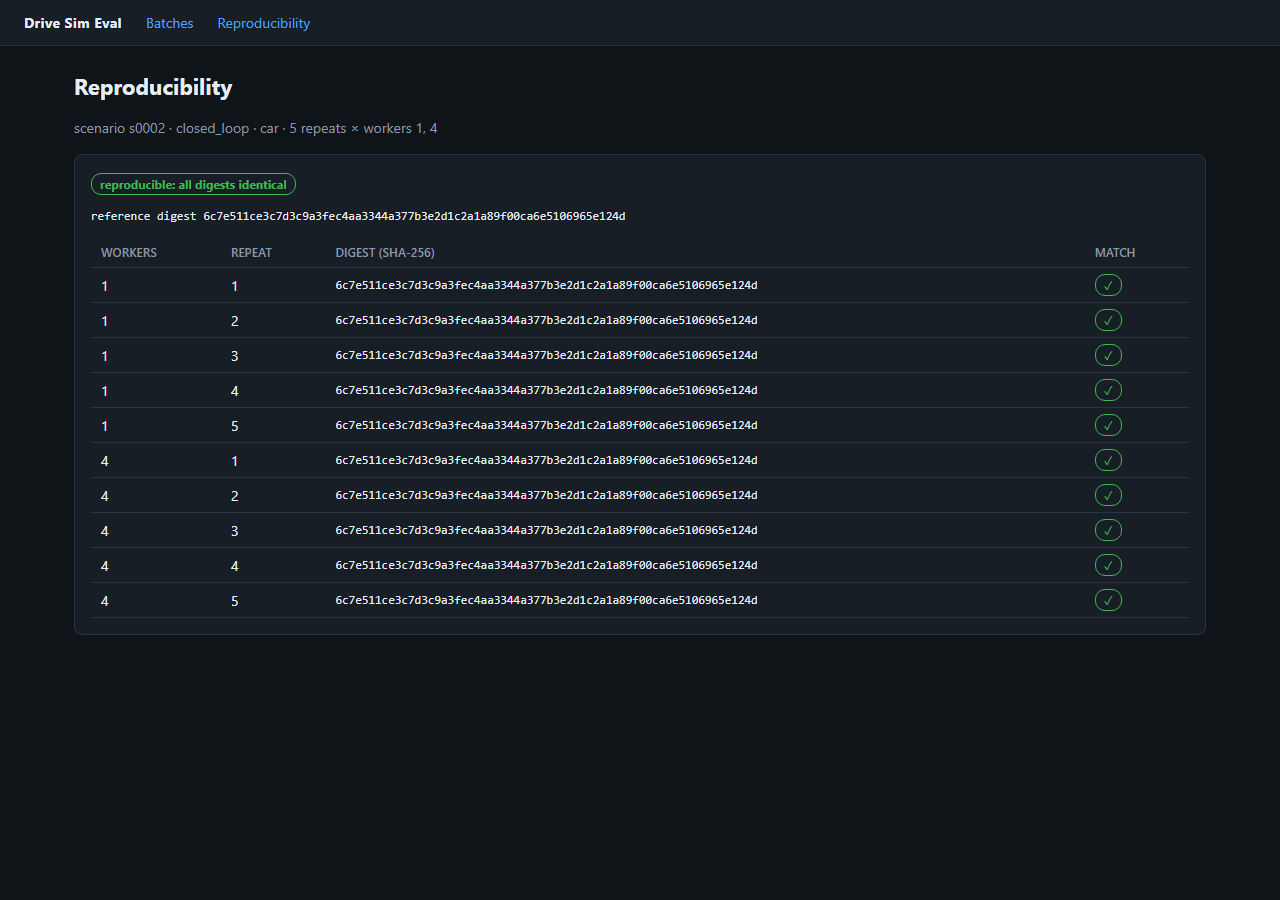 Drive Sim Eval Batches Reproducibility
Reproducibility
scenario s0002 · closed_loop · car · 5 repeats × workers 1, 4
reproducible: all digests identical
reference digest 6c7e511ce3c7d3c9a3fec4aa3344a377b3e2d1c2a1a89f00ca6e5106965e124d
WORKERS REPEAT DIGEST (SHA-256) MATCH
1 1 6c7e511ce3c7d3c9a3fec4aa3344a377b3e2d1c2a1a89f00ca6e5106965e124d ✓
1 2 6c7e511ce3c7d3c9a3fec4aa3344a377b3e2d1c2a1a89f00ca6e5106965e124d ✓
1 3 6c7e511ce3c7d3c9a3fec4aa3344a377b3e2d1c2a1a89f00ca6e5106965e124d ✓
1 4 6c7e511ce3c7d3c9a3fec4aa3344a377b3e2d1c2a1a89f00ca6e5106965e124d ✓
1 5 6c7e511ce3c7d3c9a3fec4aa3344a377b3e2d1c2a1a89f00ca6e5106965e124d ✓
4 1 6c7e511ce3c7d3c9a3fec4aa3344a377b3e2d1c2a1a89f00ca6e5106965e124d ✓
4 2 6c7e511ce3c7d3c9a3fec4aa3344a377b3e2d1c2a1a89f00ca6e5106965e124d ✓
4 3 6c7e511ce3c7d3c9a3fec4aa3344a377b3e2d1c2a1a89f00ca6e5106965e124d ✓
4 4 6c7e511ce3c7d3c9a3fec4aa3344a377b3e2d1c2a1a89f00ca6e5106965e124d ✓
4 5 6c7e511ce3c7d3c9a3fec4aa3344a377b3e2d1c2a1a89f00ca6e5106965e124d ✓